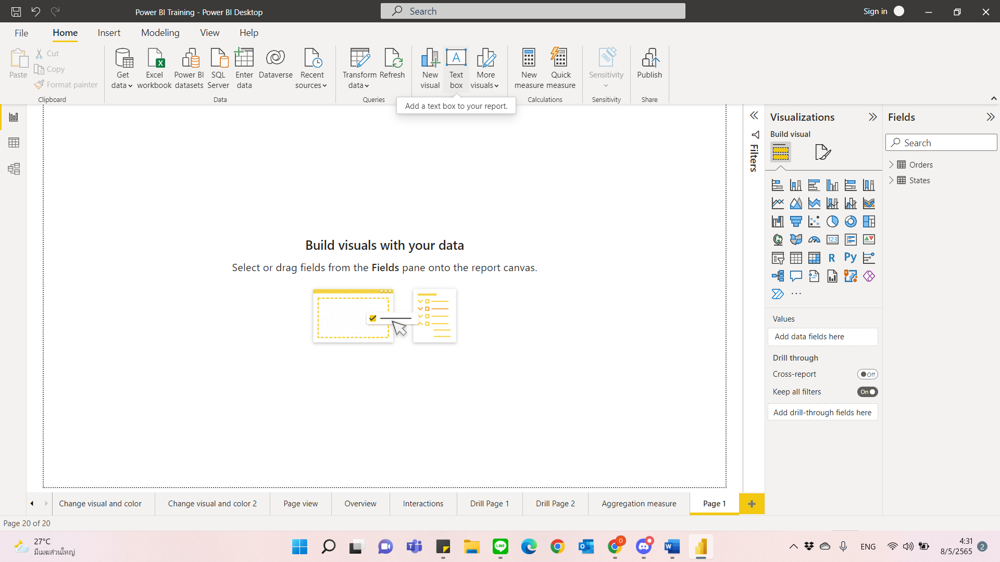 Power BI Training - Power BI Desktop
Search
Sign in
File
Home
Insert
Modeling
View
Help
Paste
Cut
Copy
Format painter
Clipboard
Get data
Excel workbook
Power BI datasets
SQL Server
Enter data
Dataverse
Recent sources
Data
Transform data
Refresh
Queries
New visual
Text box
More visuals
New measure
Quick measure
Calculations
Sensitivity
Sensitivity
Publish
Share
Add a text box to your report.
Build visuals with your data
Select or drag fields from the Fields pane onto the report canvas.
Filters
Visualizations
Build visual
123
R
Py
...
Values
Add data fields here
Drill through
Cross-report
Off
Keep all filters
On
Add drill-through fields here
Fields
Search
Orders
States
Change visual and color
Change visual and color 2
Page view
Overview
Interactions
Drill Page 1
Drill Page 2
Aggregation measure
Page 1
Page 20 of 20
27°C
มีเมฆส่วนใหญ่
LINE
0
ENG
4:31
8/5/2565
2